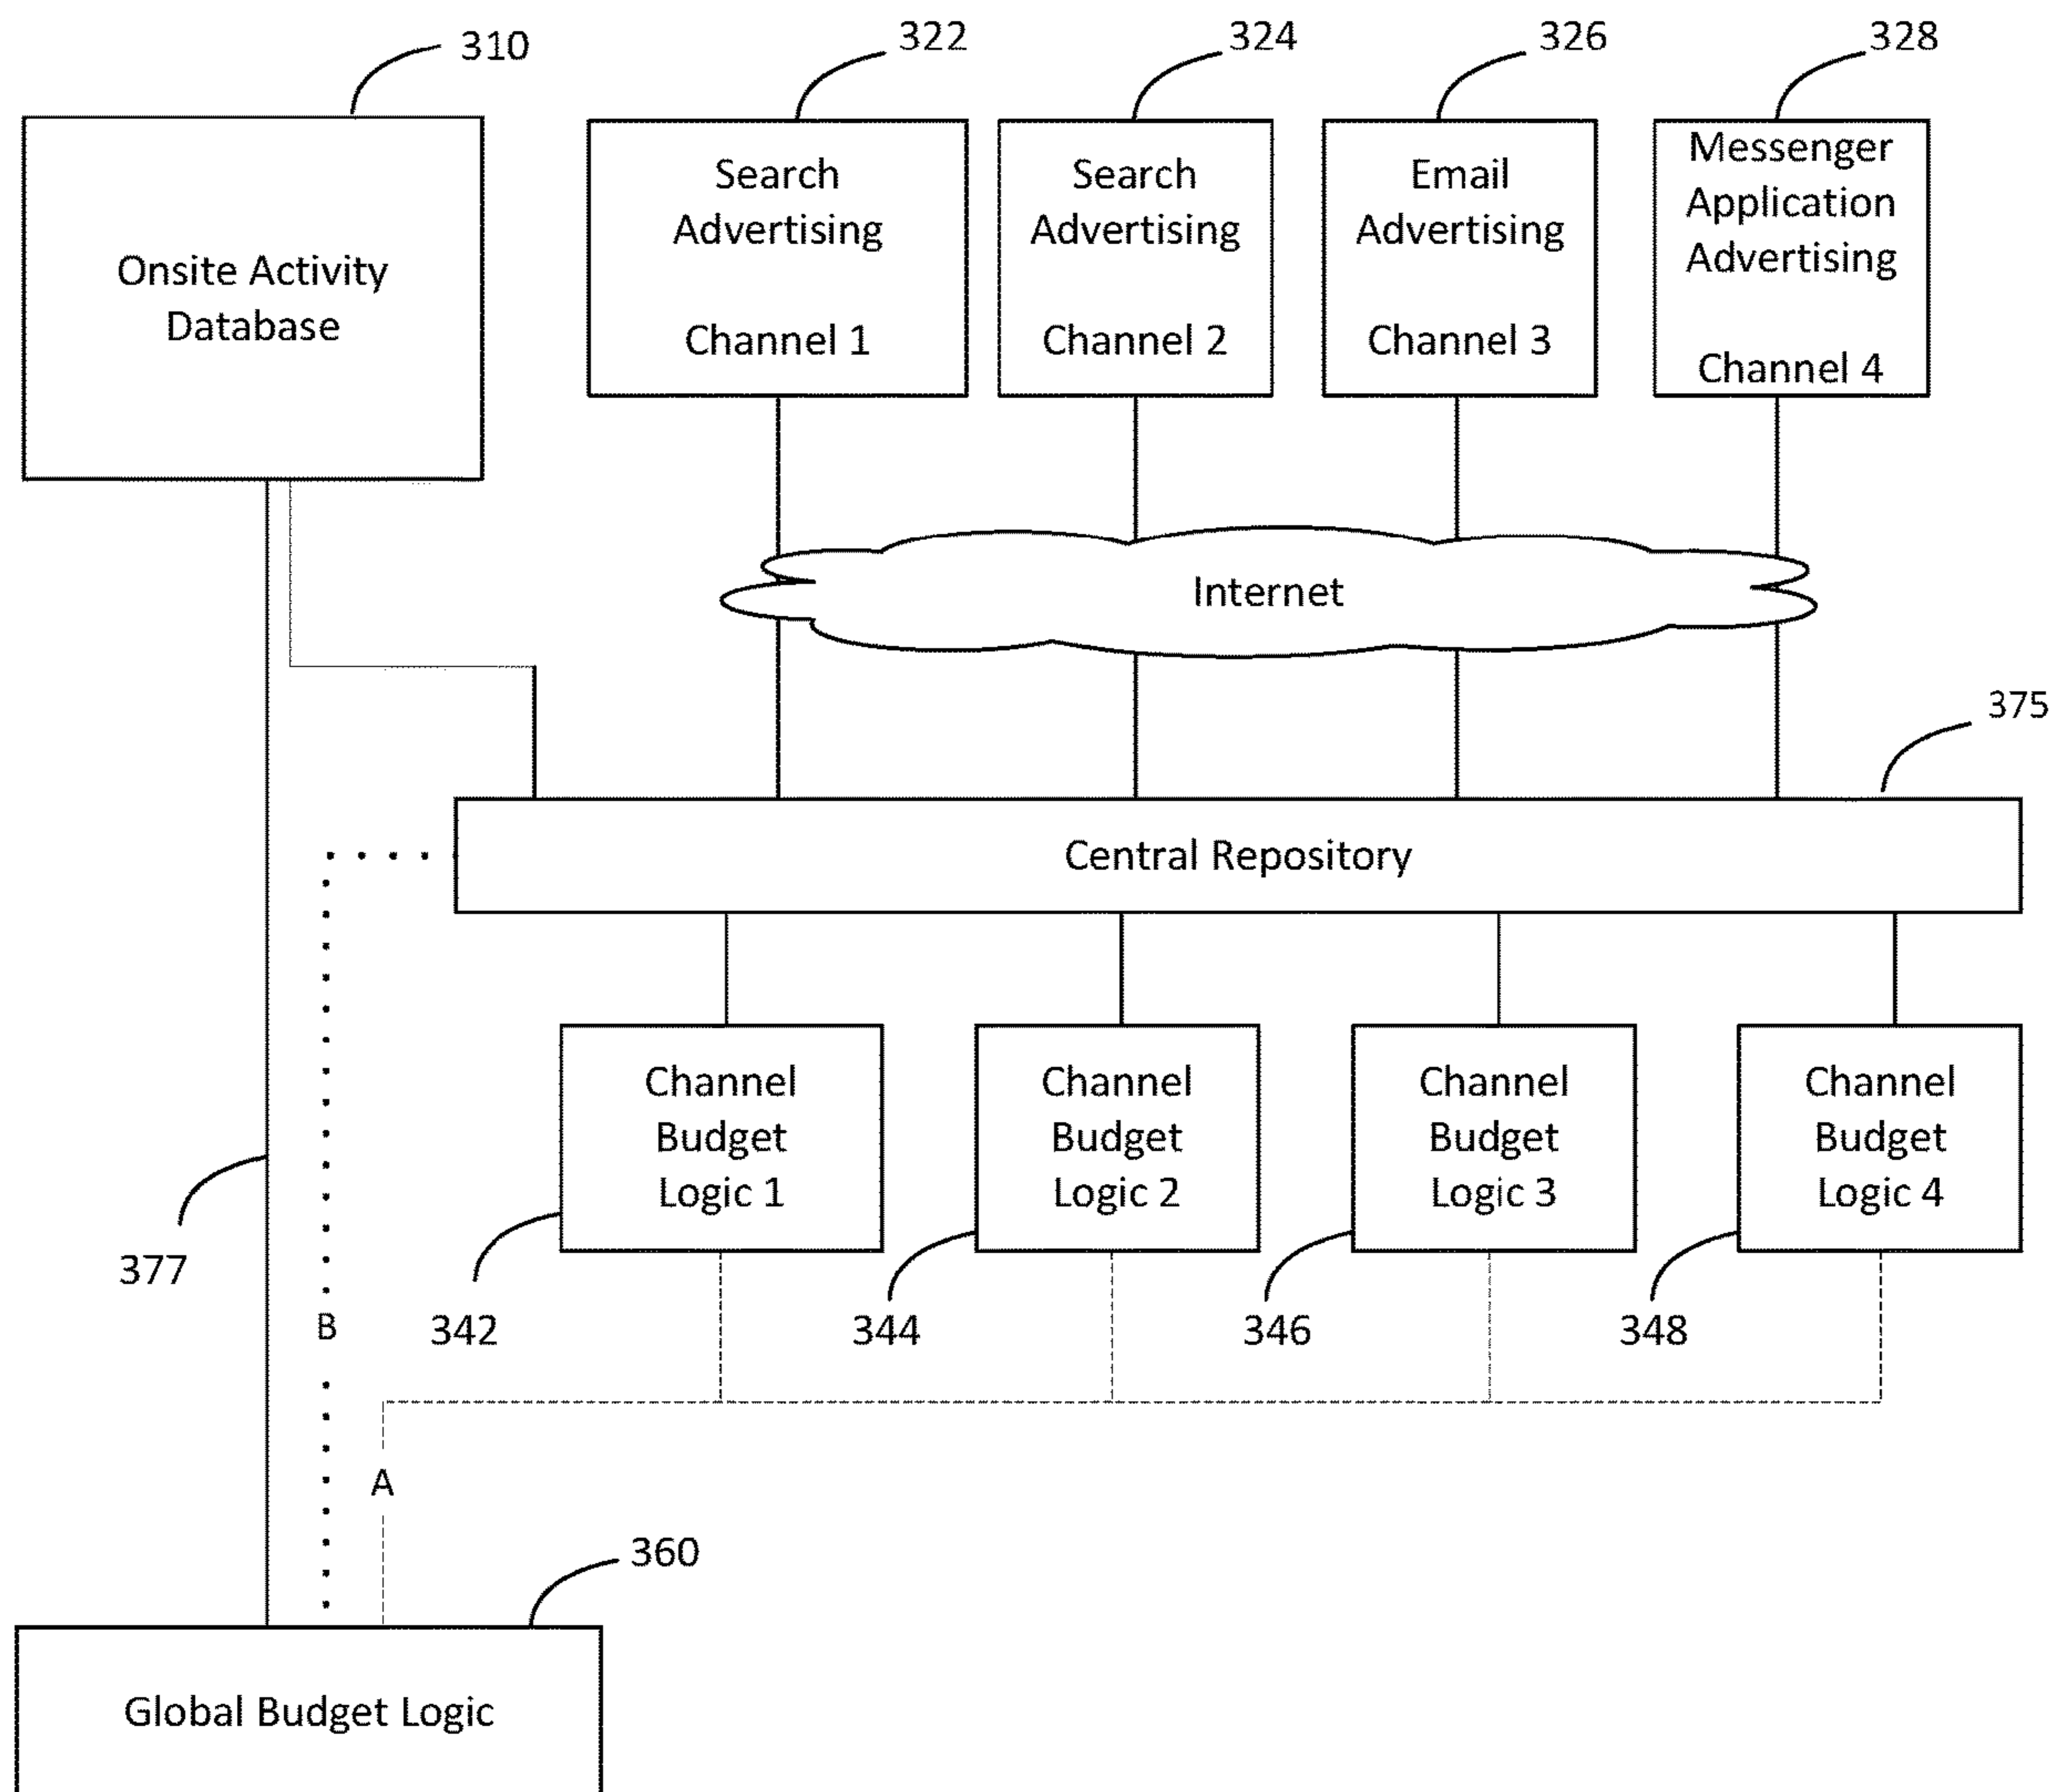 310
322
324
326
328
Onsite Activity
Database
Search
Advertising
Channel 1
Search
Advertising
Channel 2
Email
Advertising
Channel 3
Messenger
Application
Advertising
Channel 4
Internet
375
Central Repository
Channel
Budget
Logic 1
Channel
Budget
Logic 2
Channel
Budget
Logic 3
Channel
Budget
Logic 4
377
B
342
344
346
348
A
360
Global Budget Logic